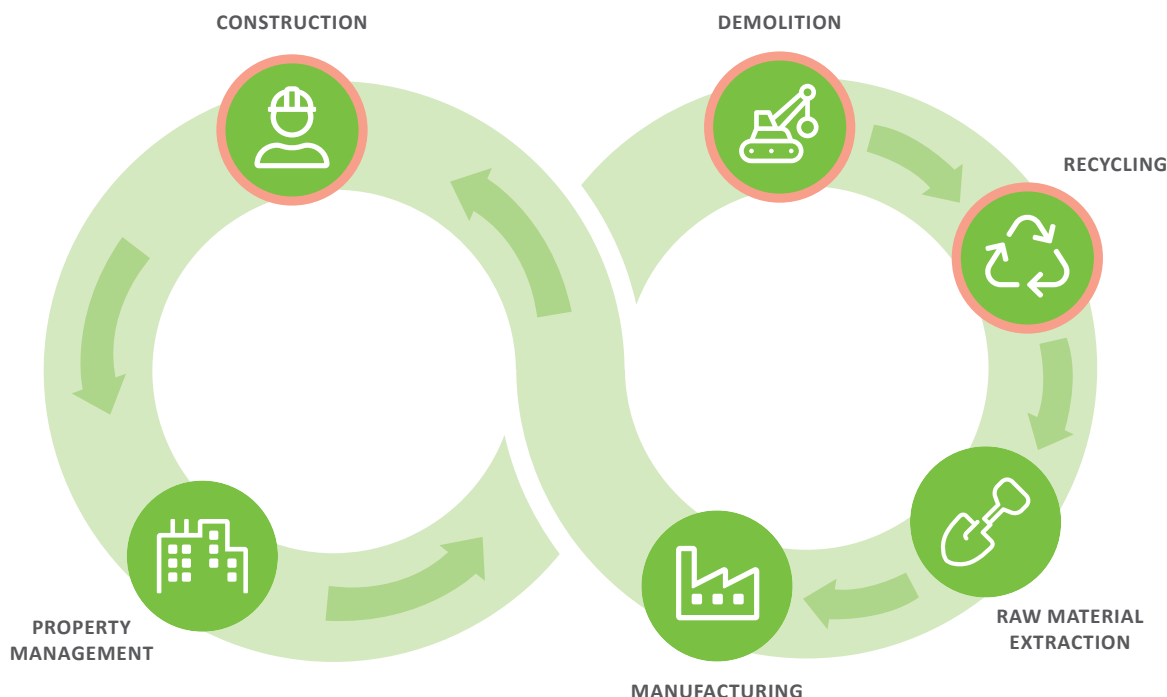 CONSTRUCTION
DEMOLITION
RECYCLING
RAW MATERIAL
EXTRACTION
MANUFACTURING
PROPERTY
MANAGEMENT